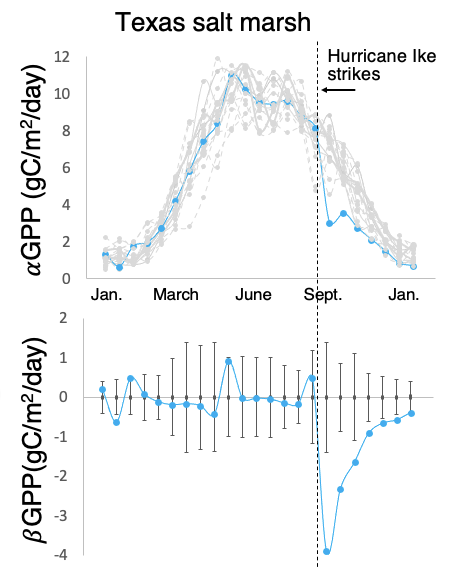 Texas salt marsh
Hurricane Ike
strikes
αGPP (gC/m²/day)
12
10
8
6
4
2
0
Jan. March June Sept. Jan.
βGPP(gC/m²/day)
2
1
0
-1
-2
-3
-4